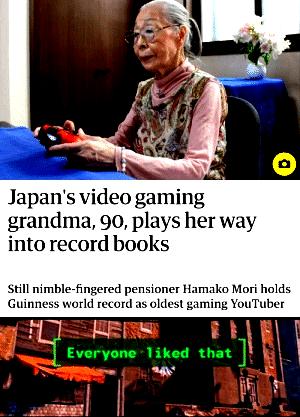 Japan's video gaming
grandma, 90, plays her way
into record books
Still nimble-fingered pensioner Hamako Mori holds
Guinness world record as oldest gaming YouTuber
[Everyone liked that]